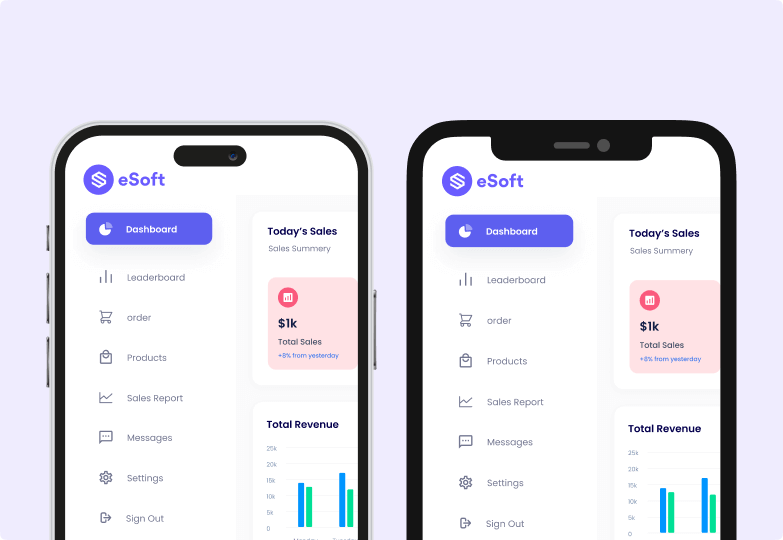 eSoft
Dashboard
Leaderboard
order
Products
Sales Report
Messages
Settings
Sign Out
Today's Sales
Sales Summery
$1k
Total Sales
+8% from yesterday
Total Revenue
25k
20k
15k
10k
5k
0
eSoft
Dashboard
Leaderboard
order
Products
Sales Report
Messages
Settings
Sign Out
Today's Sales
Sales Summery
$1k
Total Sales
+8% from yesterday
Total Revenue
25k
20k
15k
10k
5k
0